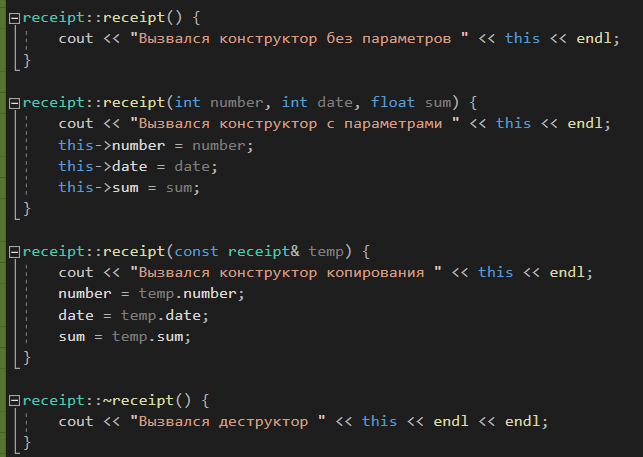 receipt::receipt() {
cout << "Вызвался конструктор без параметров " << this << endl;
}
receipt::receipt(int number, int date, float sum) {
cout << "Вызвался конструктор с параметрами " << this << endl;
this->number = number;
this->date = date;
this->sum = sum;
}
receipt::receipt(const receipt& temp) {
cout << "Вызвался конструктор копирования " << this << endl;
number = temp.number;
date = temp.date;
sum = temp.sum;
}
receipt::~receipt() {
cout << "Вызвался деструктор " << this << endl << endl;
}